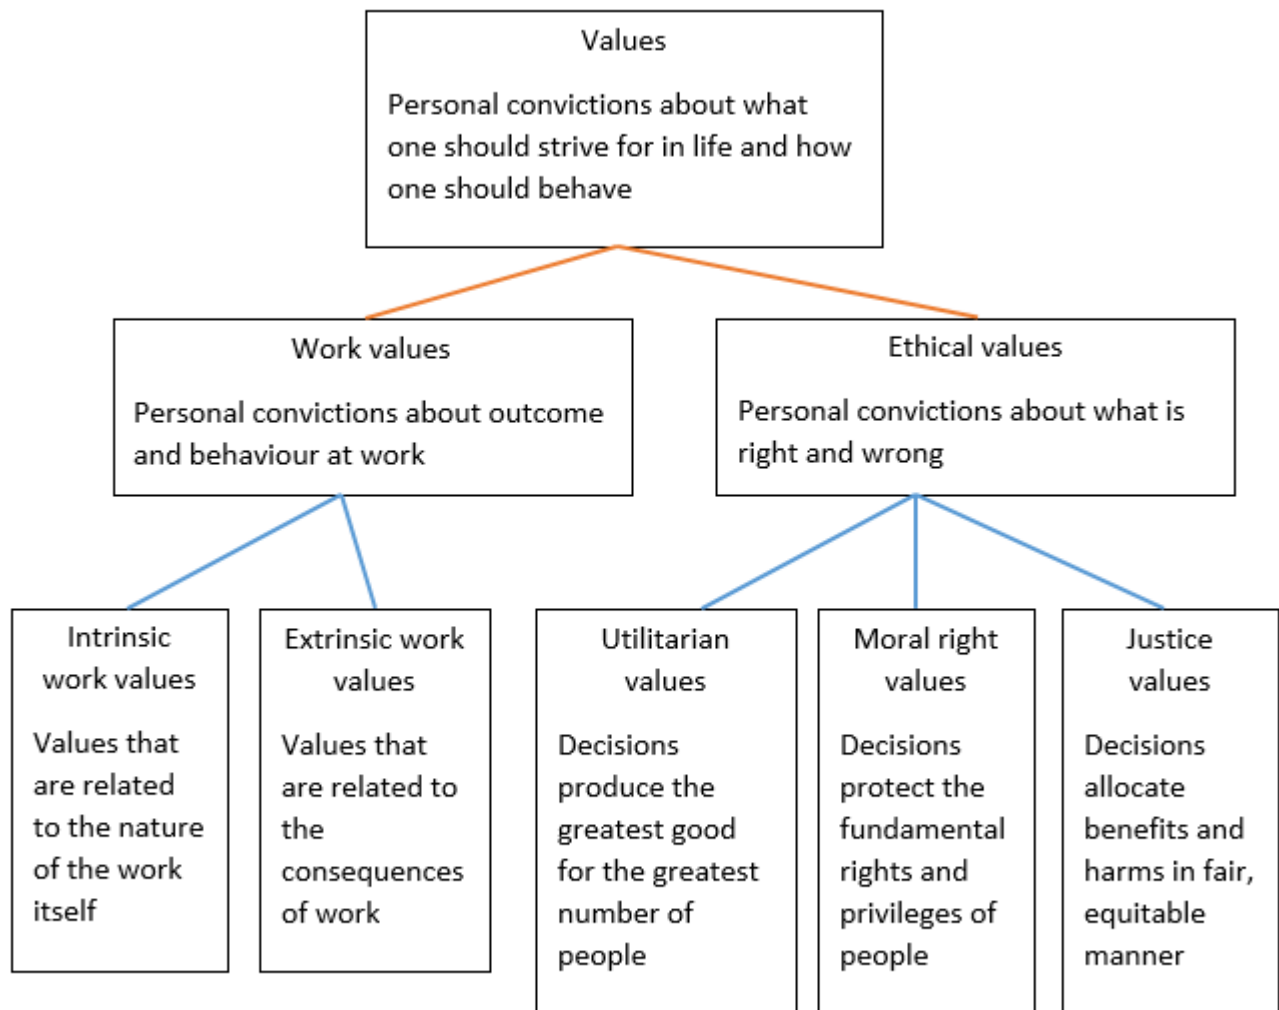 Values
Personal convictions about what
one should strive for in life and how
one should behave
Work values
Personal convictions about outcome
and behaviour at work
Ethical values
Personal convictions about what is
right and wrong
Intrinsic
work values
Values that
are related
to the nature
of the work
itself
Extrinsic work
values
Values that
are related to
the
consequences
of work
Utilitarian
values
Decisions
produce the
greatest good
for the greatest
number of
people
Moral right
values
Decisions
protect the
fundamental
rights and
privileges of
people
Justice
values
Decisions
allocate
benefits and
harms in fair,
equitable
manner